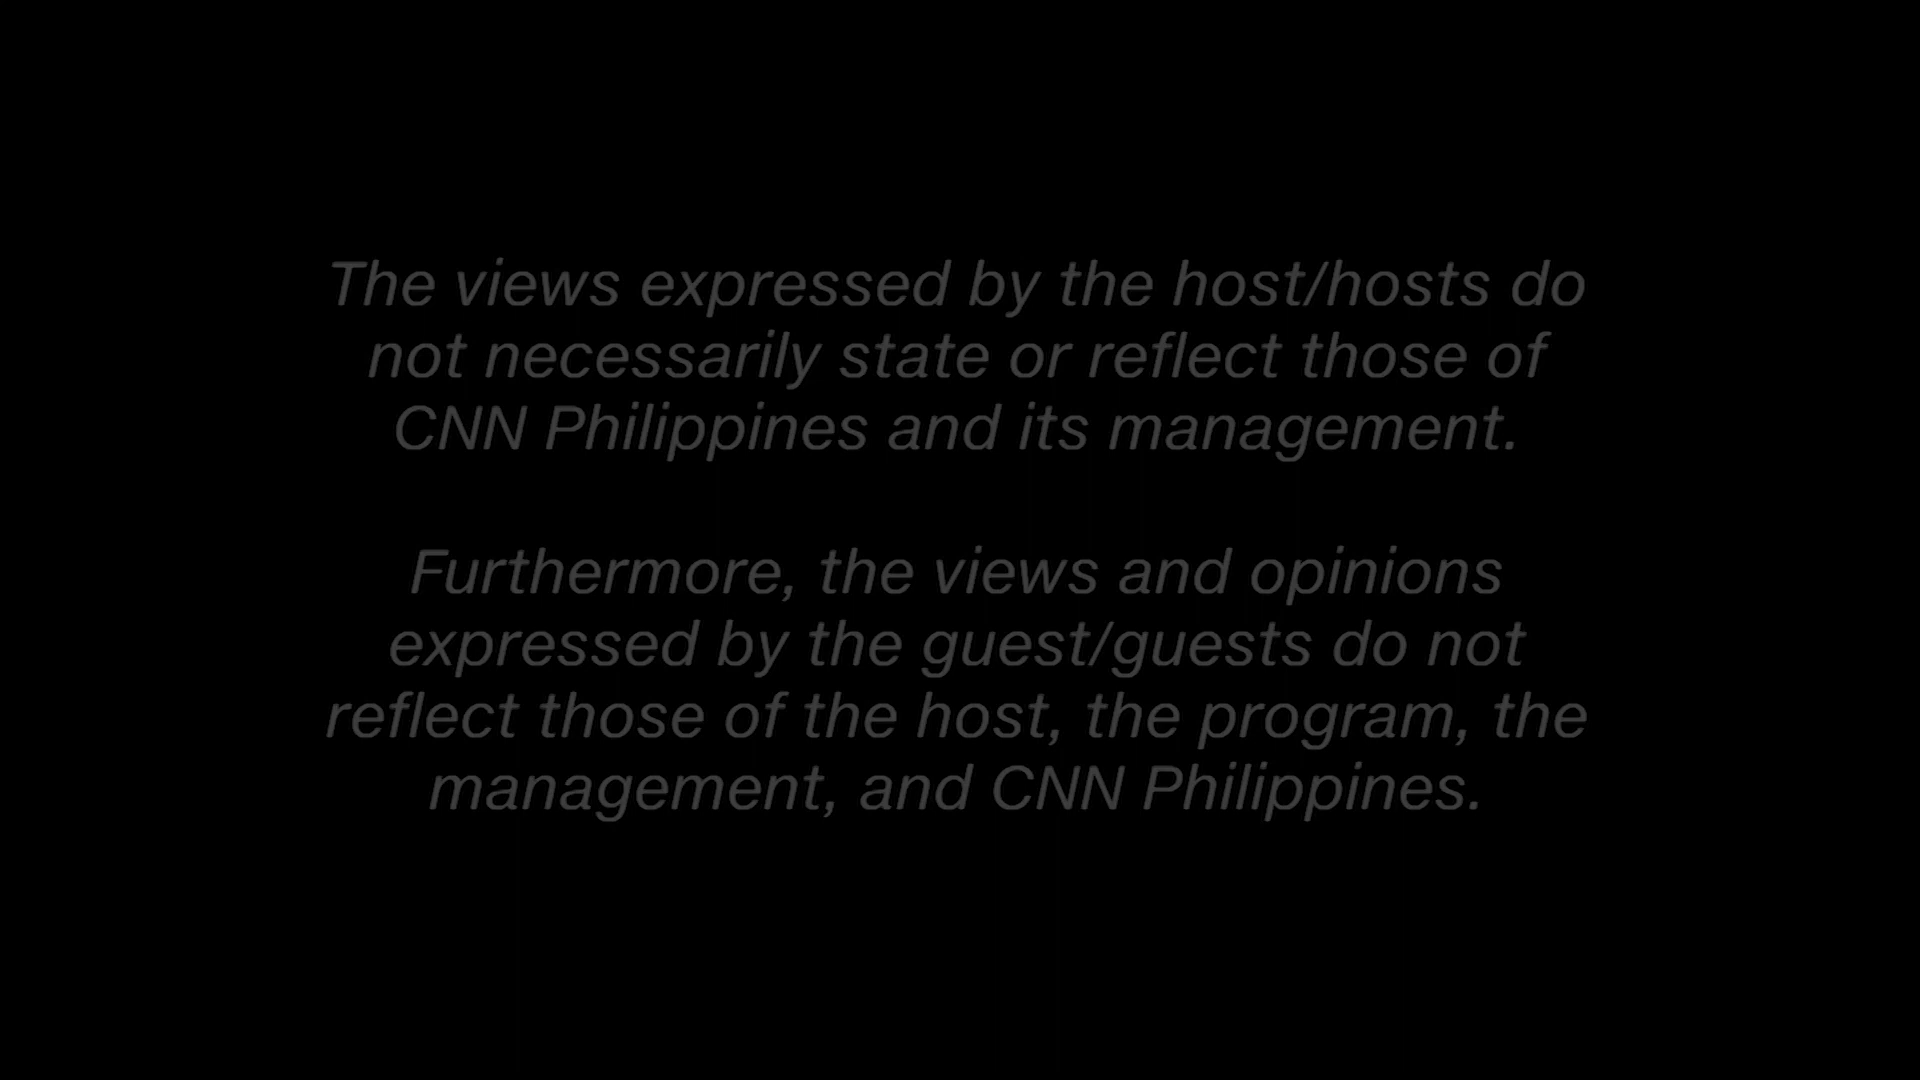 The views expressed by the host/hosts do
not necessarily state or reflect those of
CNN Philippines and its management.
Furthermore, the views and opinions
expressed by the guest/guests do not
reflect those of the host, the program, the
management, and CNN Philippines.